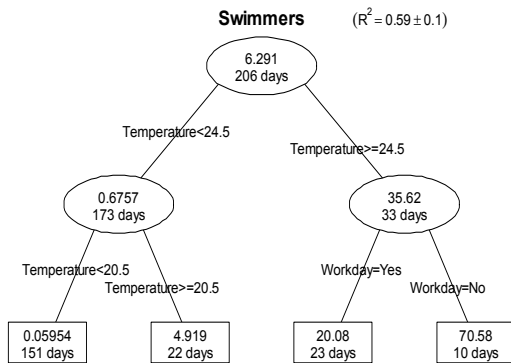 Swimmers (R² = 0.59 ± 0.1)
6.291
206 days
Temperature<24.5
Temperature>=24.5
0.6757
173 days
35.62
33 days
Temperature<20.5
Temperature>=20.5
Workday=Yes
Workday=No
0.05954
151 days
4.919
22 days
20.08
23 days
70.58
10 days